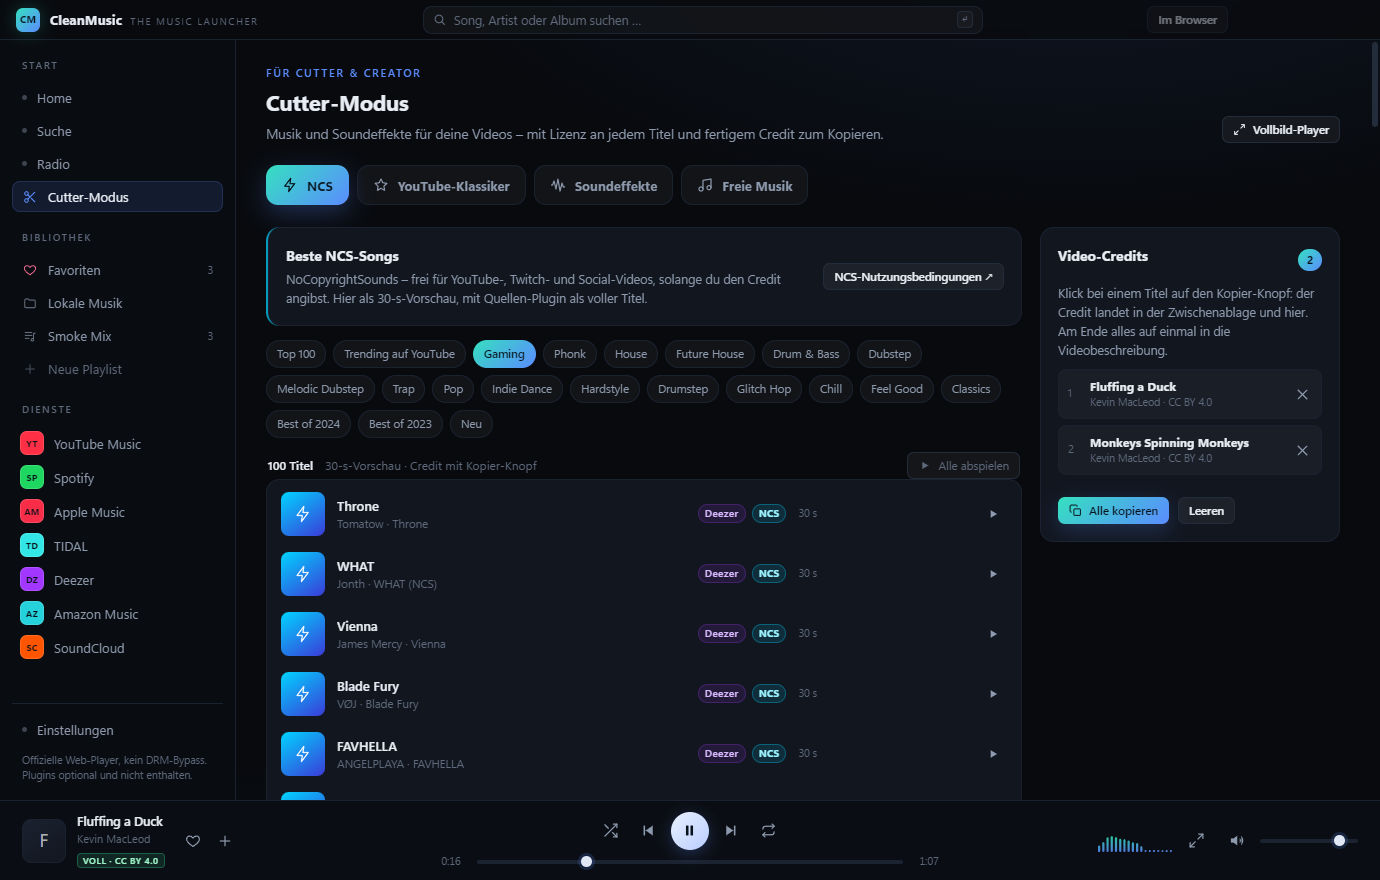 CM CleanMusic THE MUSIC LAUNCHER
Song, Artist oder Album suchen ...
Im Browser
START
Home
Suche
Radio
Cutter-Modus
BIBLIOTHEK
Favoriten 3
Lokale Musik
Smoke Mix 3
Neue Playlist
DIENSTE
YT YouTube Music
SP Spotify
AM Apple Music
TD TIDAL
DZ Deezer
AZ Amazon Music
SC SoundCloud
Einstellungen
Offizielle Web-Player, kein DRM-Bypass.
Plugins optional und nicht enthalten.
FÜR CUTTER & CREATOR
Cutter-Modus
Musik und Soundeffekte für deine Videos – mit Lizenz an jedem Titel und fertigem Credit zum Kopieren.
Vollbild-Player
NCS YouTube-Klassiker Soundeffekte Freie Musik
Beste NCS-Songs
NoCopyrightSounds – frei für YouTube-, Twitch- und Social-Videos, solange du den Credit
angibst. Hier als 30-s-Vorschau, mit Quellen-Plugin als voller Titel.
NCS-Nutzungsbedingungen ↗
Top 100 Trending auf YouTube Gaming Phonk House Future House Drum & Bass Dubstep
Melodic Dubstep Trap Pop Indie Dance Hardstyle Drumstep Glitch Hop Chill Feel Good Classics
Best of 2024 Best of 2023 Neu
100 Titel 30-s-Vorschau · Credit mit Kopier-Knopf
Alle abspielen
Throne
Tomatow · Throne
Deezer NCS 30 s
WHAT
Jonth · WHAT (NCS)
Deezer NCS 30 s
Vienna
James Mercy · Vienna
Deezer NCS 30 s
Blade Fury
VØJ · Blade Fury
Deezer NCS 30 s
FAVHELLA
ANGELPLAYA · FAVHELLA
Deezer NCS 30 s
Video-Credits 2
Klick bei einem Titel auf den Kopier-Knopf: der
Credit landet in der Zwischenablage und hier.
Am Ende alles auf einmal in die
Videobeschreibung.
1 Fluffing a Duck
Kevin MacLeod · CC BY 4.0
2 Monkeys Spinning Monkeys
Kevin MacLeod · CC BY 4.0
Alle kopieren Leeren
F
Fluffing a Duck
Kevin MacLeod
VOLL · CC BY 4.0
0:16 1:07